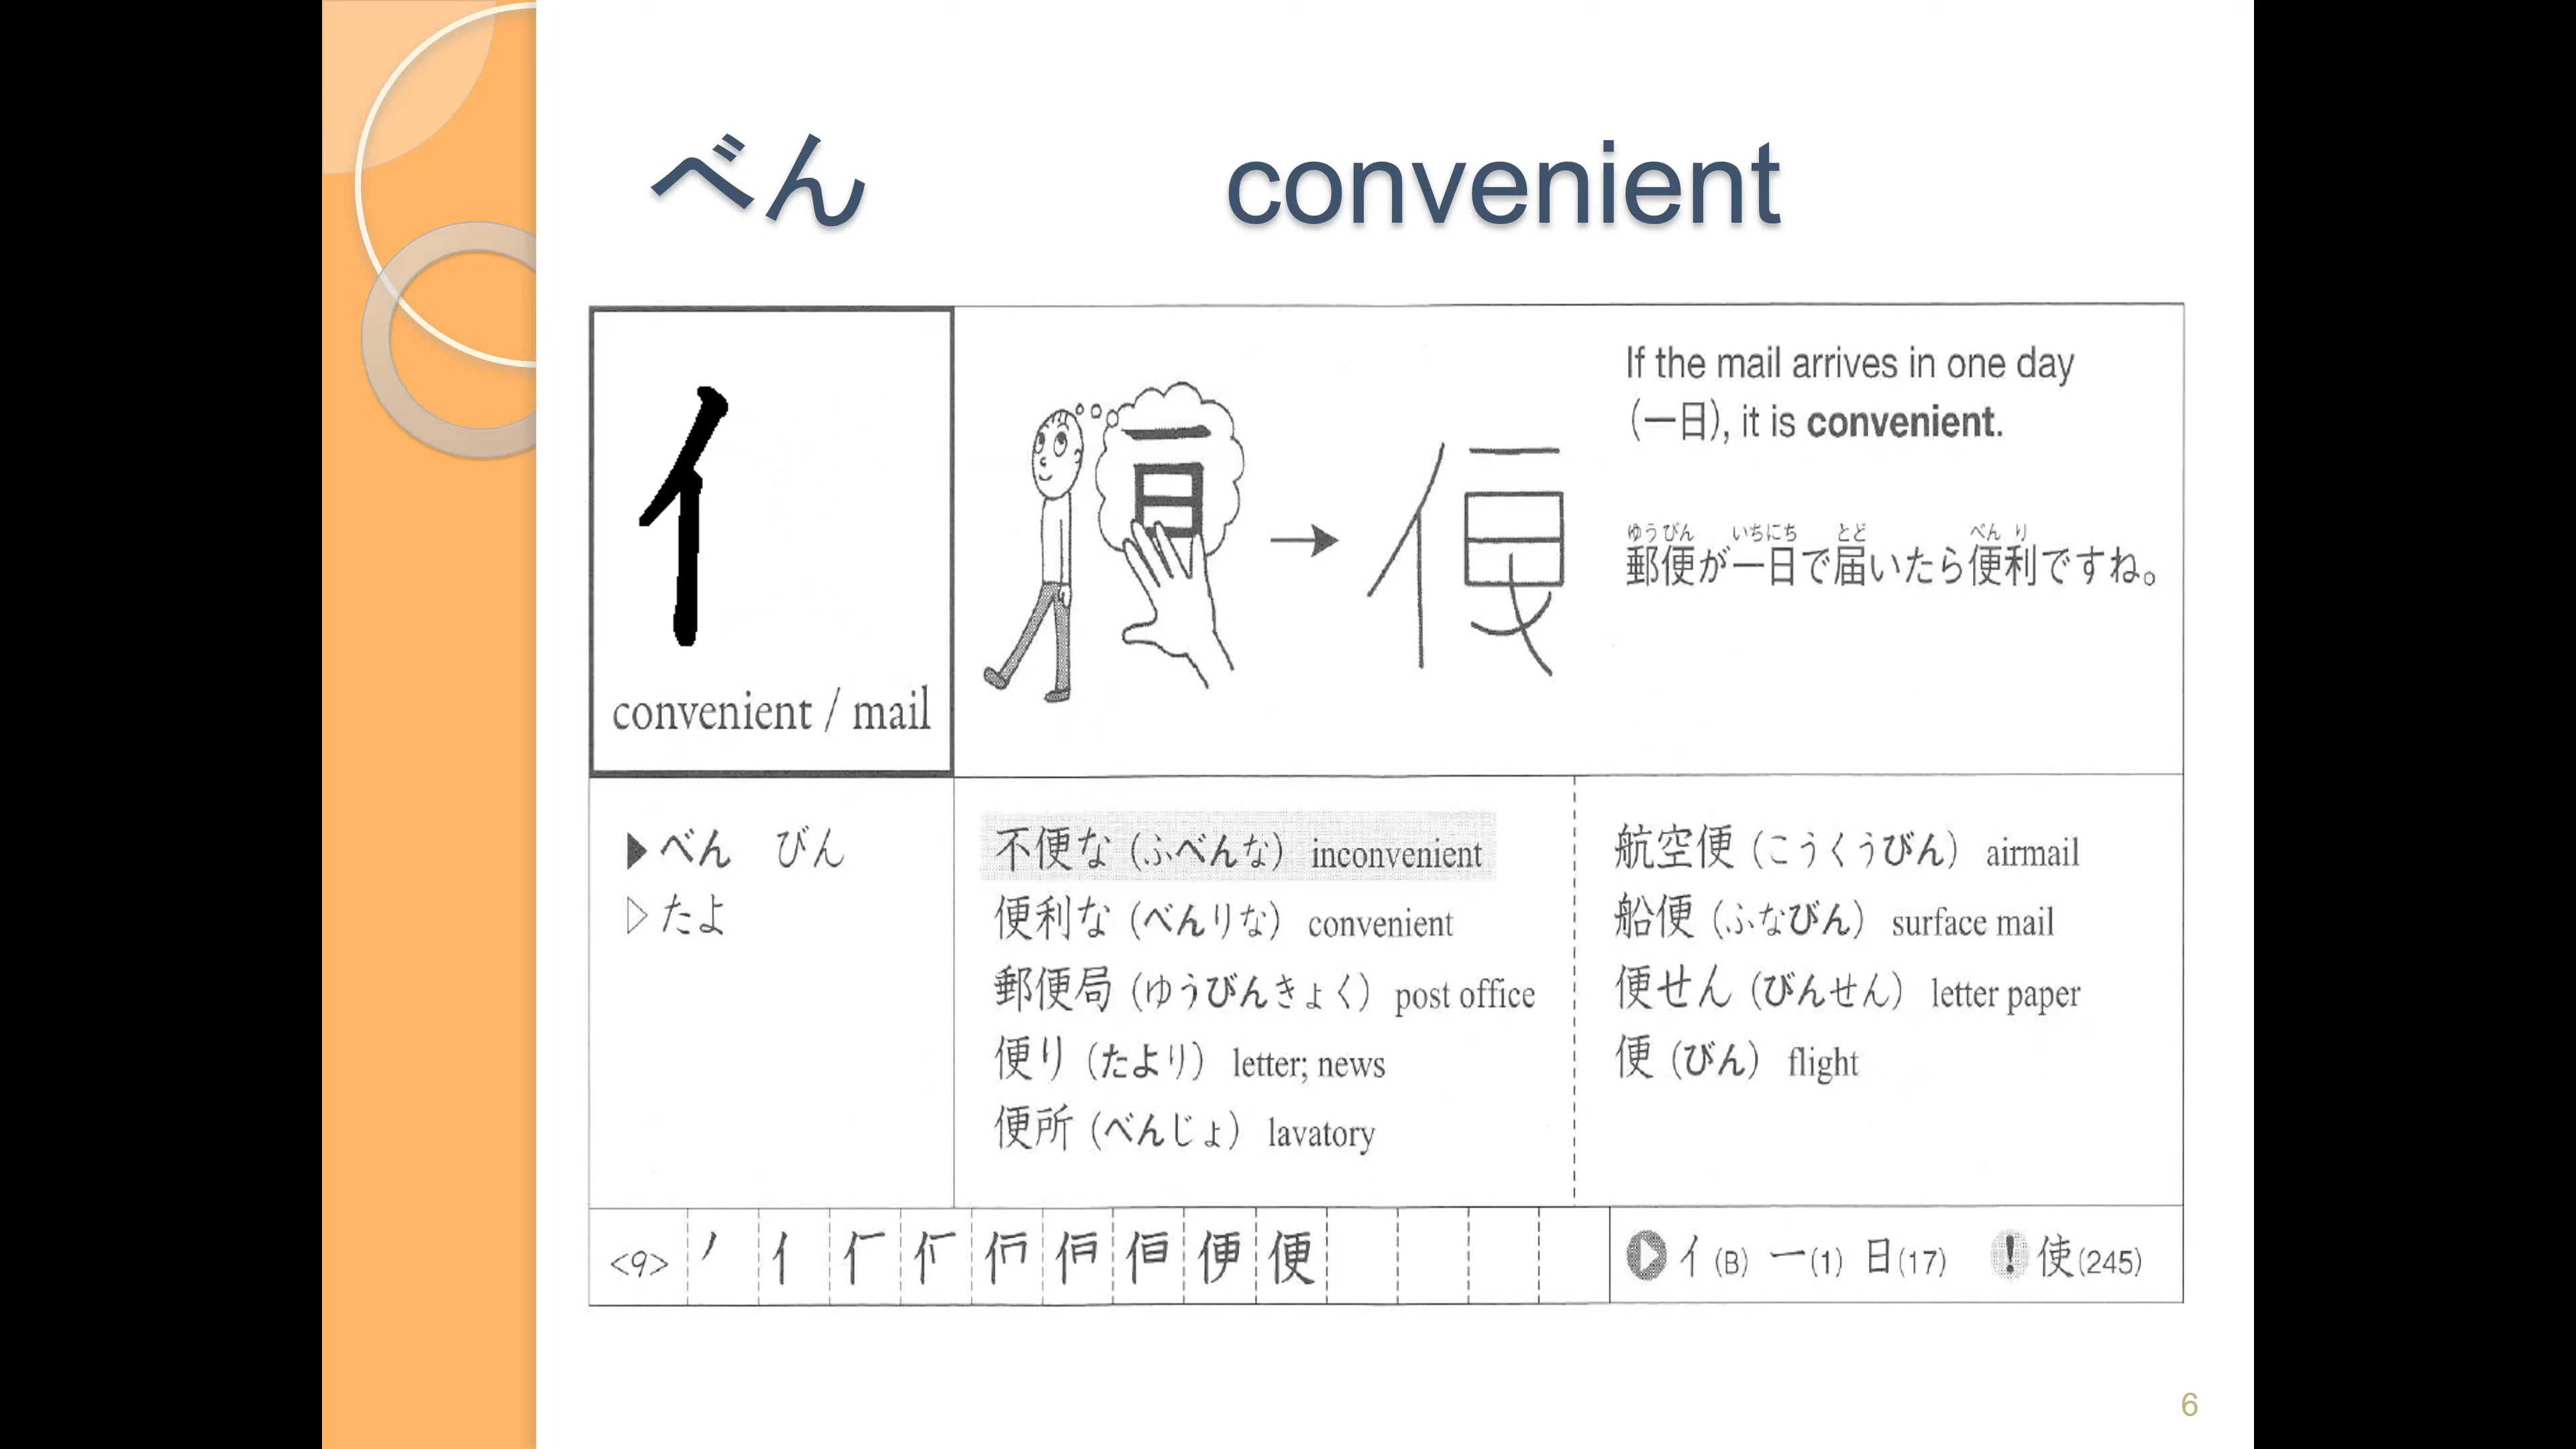 べん convenient
亻
convenient / mail
一日
便
If the mail arrives in one day
(一日), it is convenient.
ゆうびん いちにち とど べん り
郵便が一日で届いたら便利ですね。
▶べん びん
▷たよ
不便な (ふべんな) inconvenient
便利な (べんりな) convenient
郵便局 (ゆうびんきょく) post office
便り (たより) letter; news
便所 (べんじょ) lavatory
航空便 (こうくうびん) airmail
船便 (ふなびん) surface mail
便せん (びんせん) letter paper
便 (びん) flight
<9> 丿 亻 便
亻(B) 一(1) 日(17) ! 使(245)
6